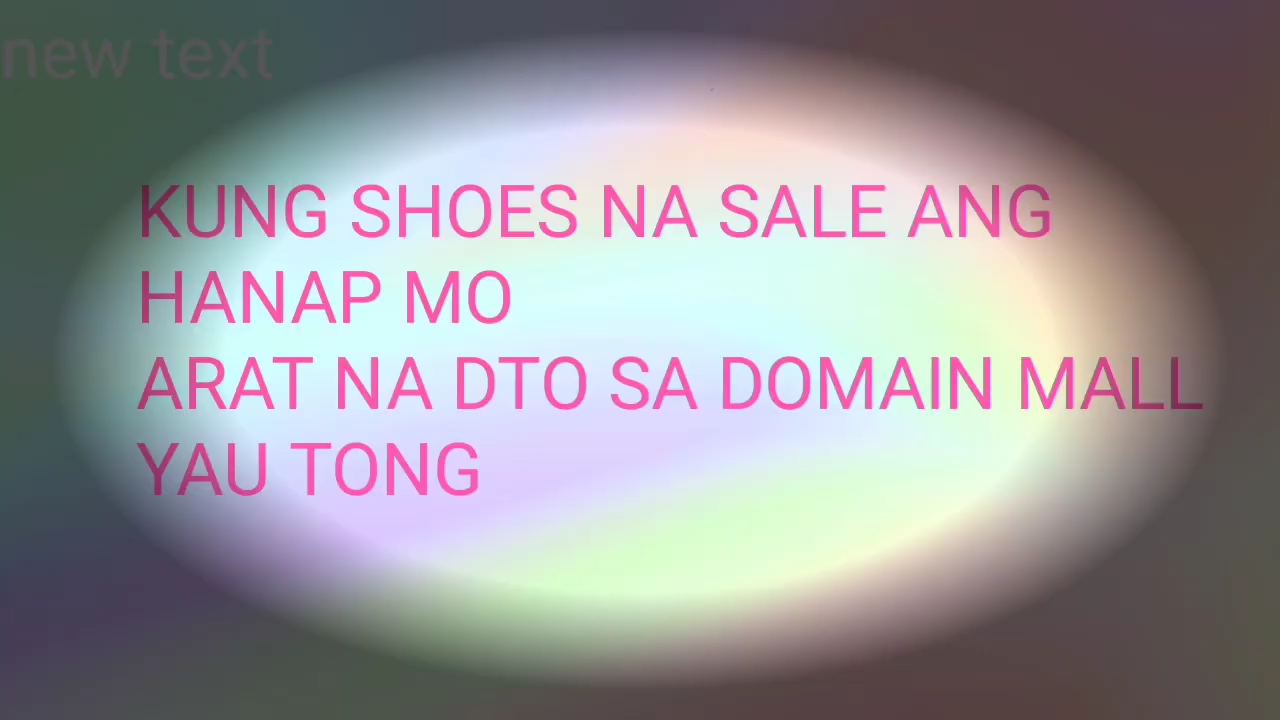 new text
KUNG SHOES NA SALE ANG
HANAP MO
ARAT NA DTO SA DOMAIN MALL
YAU TONG